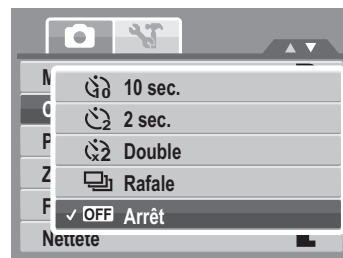 M
10 sec.
2 sec.
P
Double
Z
Rafale
F
OFF Arrêt
Netteté